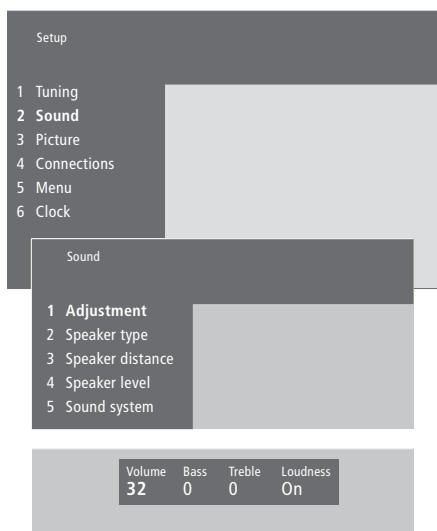 Setup
1 Tuning
2 Sound
3 Picture
4 Connections
5 Menu
6 Clock
Sound
1 Adjustment
2 Speaker type
3 Speaker distance
4 Speaker level
5 Sound system
Volume Bass Treble Loudness
32 0 0 On